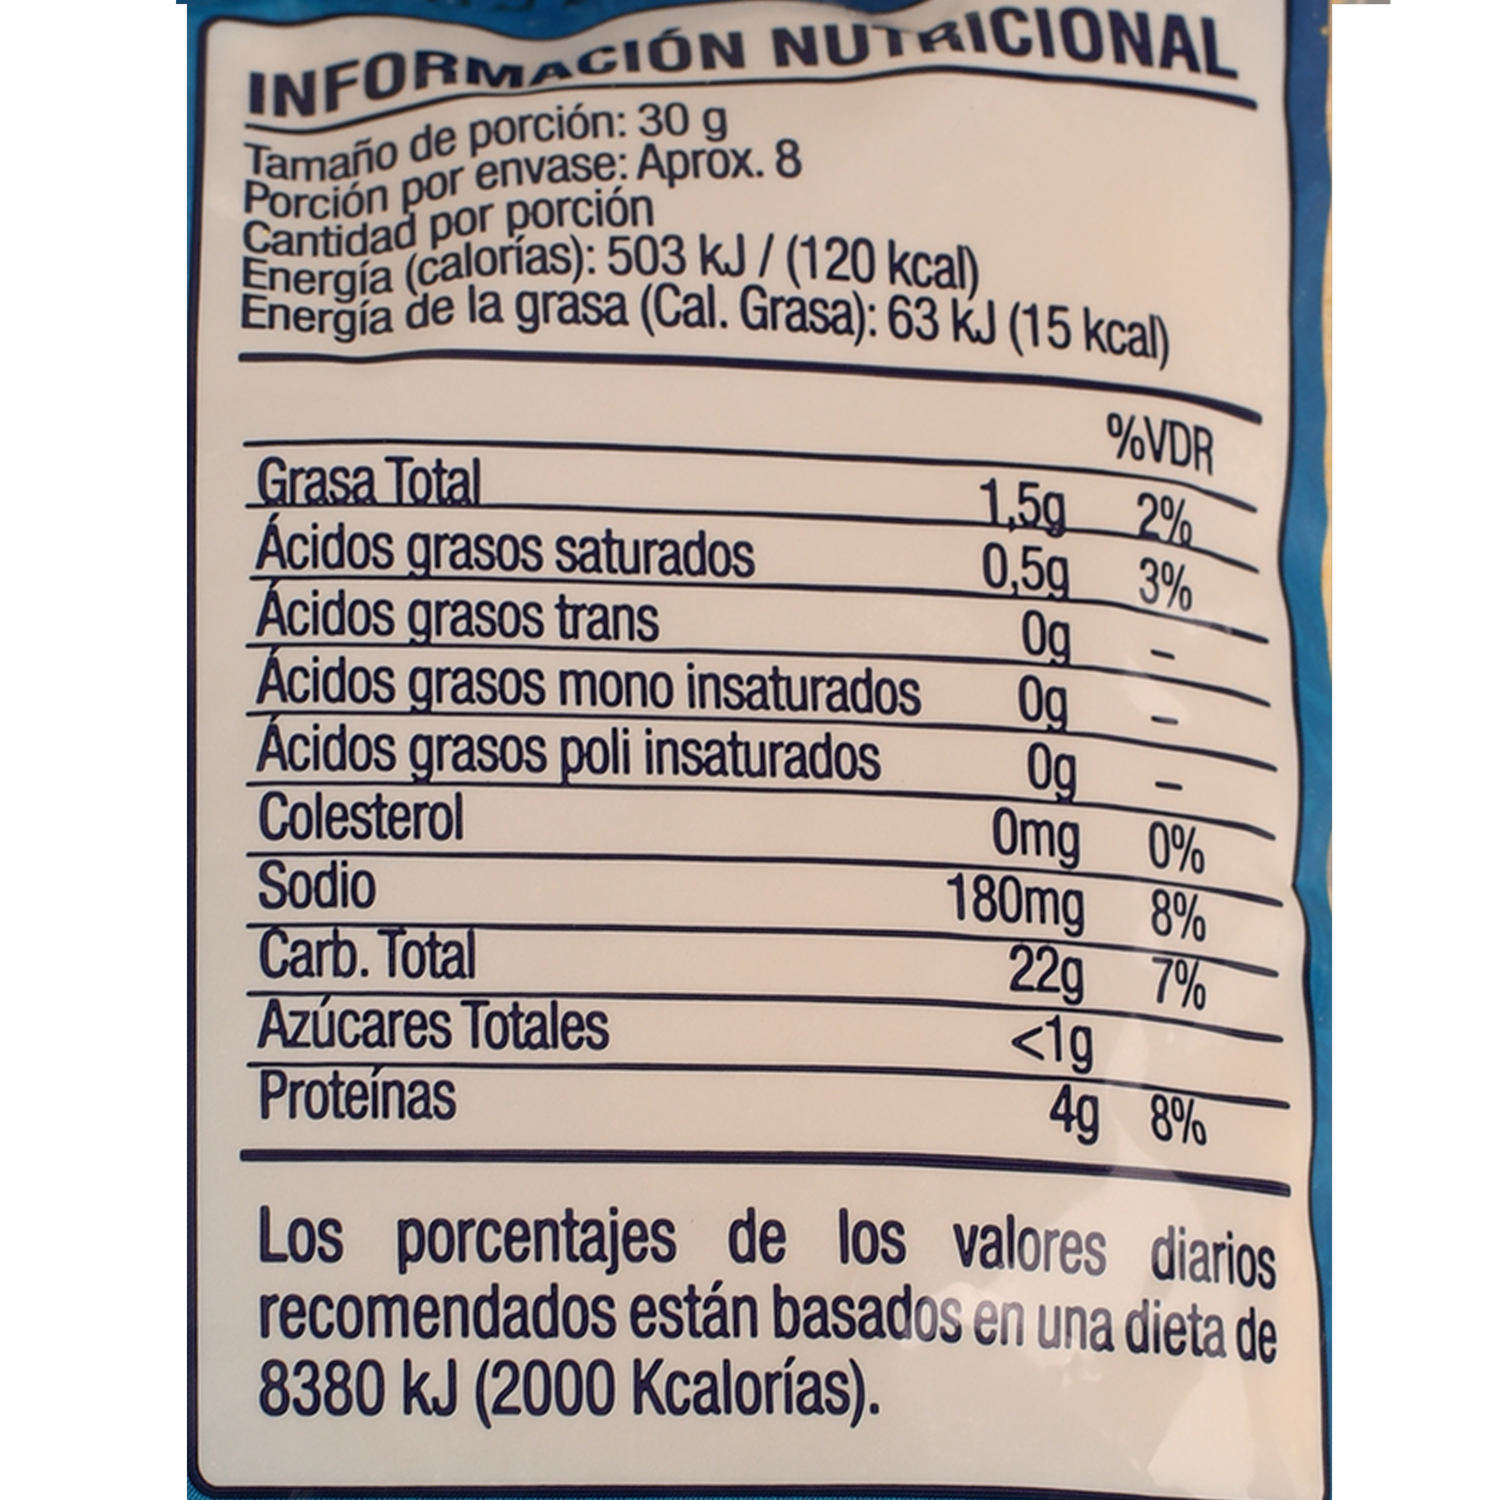 INFORMACIÓN NUTRICIONAL
Tamaño de porción: 30 g
Porción por envase: Aprox. 8
Cantidad por porción
Energía (calorías): 503 kJ / (120 kcal)
Energía de la grasa (Cal. Grasa): 63 kJ (15 kcal)
%VDR
Grasa Total 1,5g 2%
Ácidos grasos saturados 0,5g 3%
Ácidos grasos trans 0g –
Ácidos grasos mono insaturados 0g –
Ácidos grasos poli insaturados 0g –
Colesterol 0mg 0%
Sodio 180mg 8%
Carb. Total 22g 7%
Azúcares Totales <1g
Proteínas 4g 8%
Los porcentajes de los valores diarios
recomendados están basados en una dieta de
8380 kJ (2000 Kcalorías).